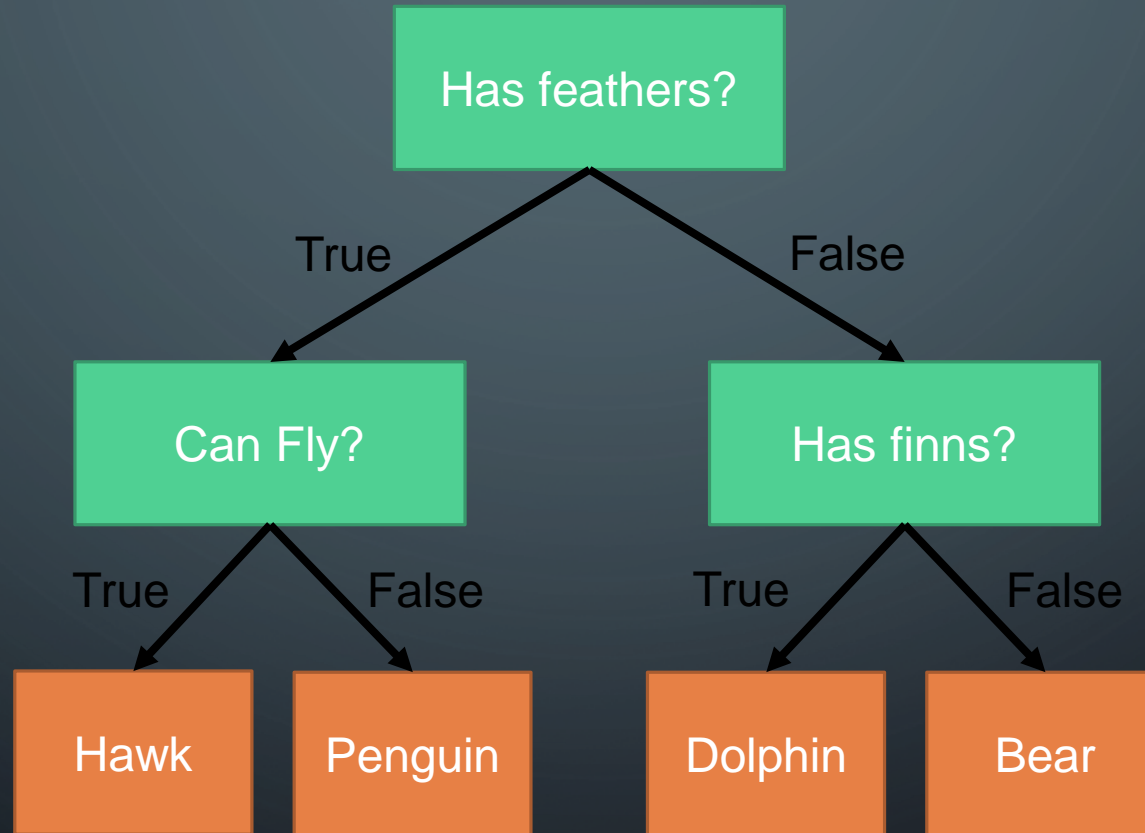 Has feathers?
True
False
Can Fly?
Has finns?
True
False
True
False
Hawk
Penguin
Dolphin
Bear